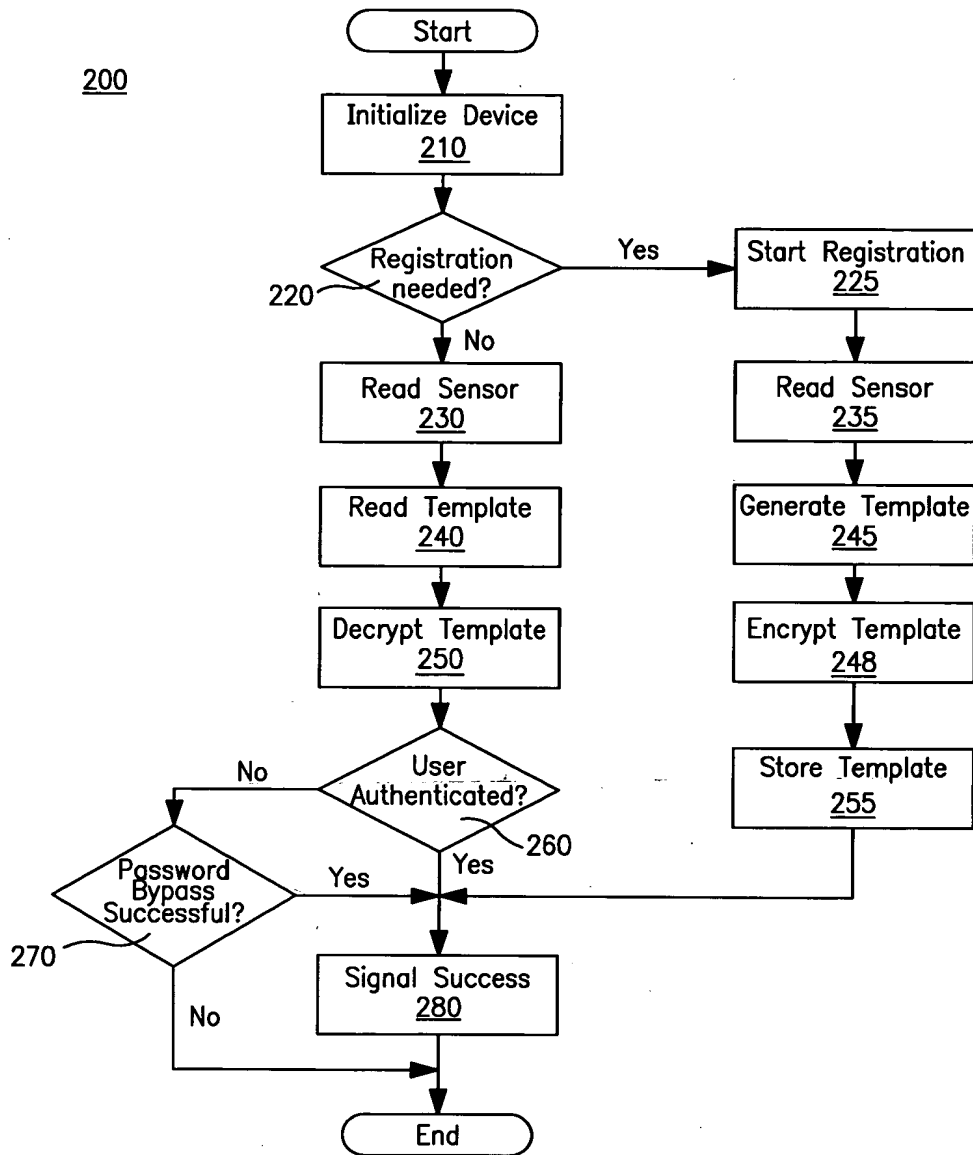 Start
200
Initialize Device
210
Registration
needed?
220
Yes
Start Registration
225
No
Read Sensor
230
Read Sensor
235
Read Template
240
Generate Template
245
Decrypt Template
250
Encrypt Template
248
User
Authenticated?
260
No
Yes
Store Template
255
Password
Bypass
Successful?
270
Yes
No
Signal Success
280
End